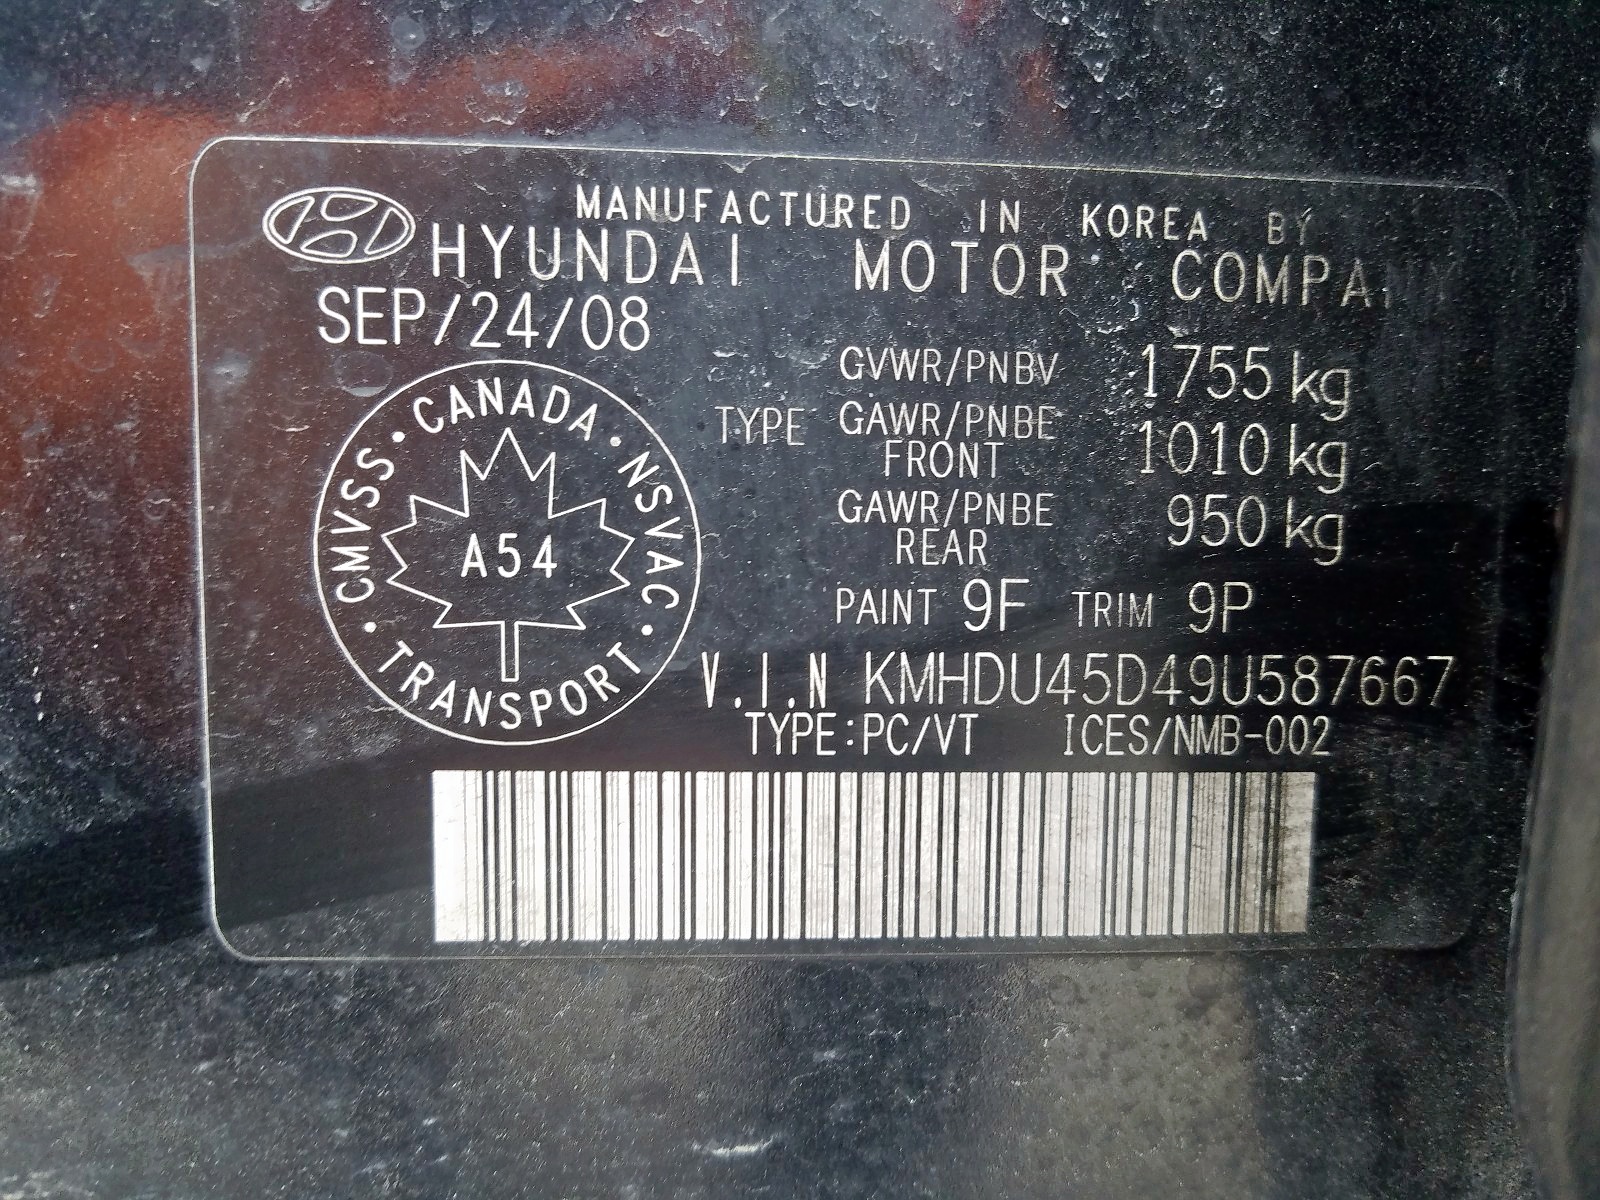 MANUFACTURED IN KOREA BY
HYUNDAI MOTOR COMPANY
SEP/24/08
CANADA · NSVAC · TRANSPORT · CMVSS ·
A54
TYPE
GVWR/PNBV 1755 kg
GAWR/PNBE FRONT 1010 kg
GAWR/PNBE REAR 950 kg
PAINT 9F TRIM 9P
V.I.N KMHDU45D49U587667
TYPE:PC/VT ICES/NMB-002